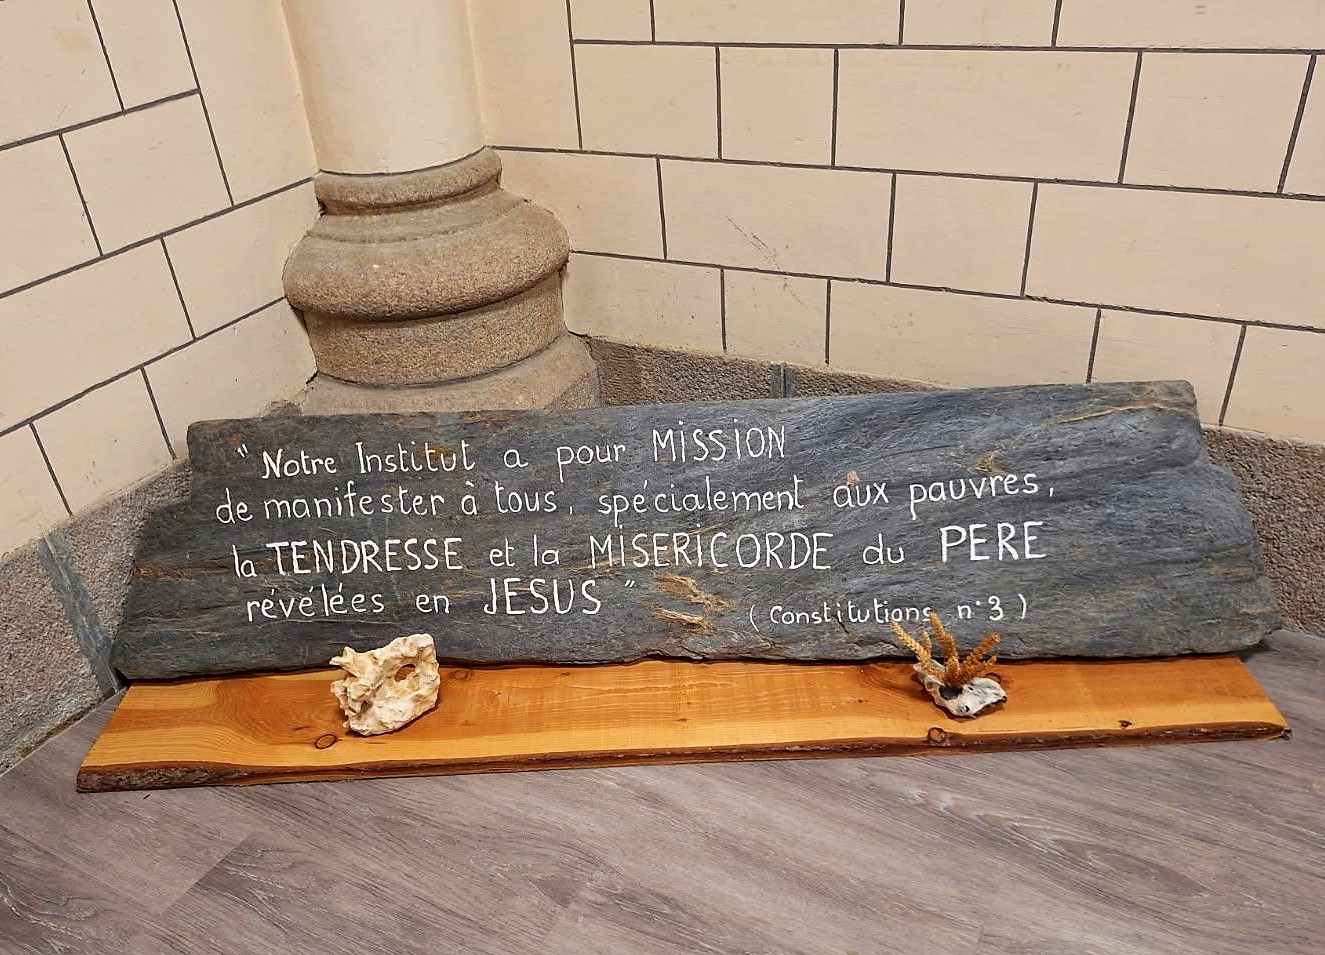 "Notre Institut a pour MiSSiON
de manifester à tous, spécialement aux pauvres,
la TENDRESSE et la MiSERiCORDE du PERE
révélées en JESUS"
(Constitutions n°3)